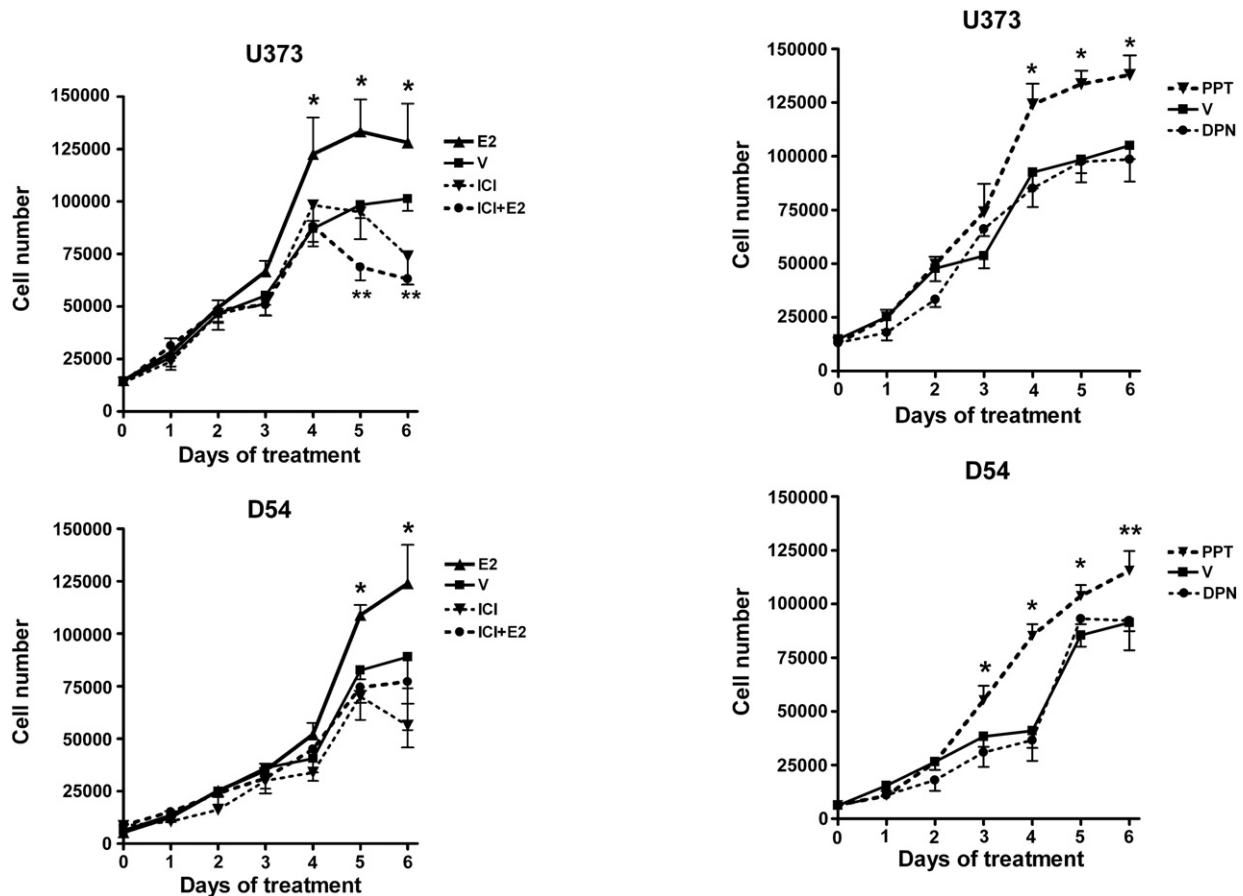 U373
150000
125000
100000
75000
50000
25000
0
Cell number
* * *
** **
0 1 2 3 4 5 6
Days of treatment
E2
V
ICI
ICI+E2
U373
150000
125000
100000
75000
50000
25000
0
Cell number
* * *
0 1 2 3 4 5 6
Days of treatment
PPT
V
DPN
D54
150000
125000
100000
75000
50000
25000
0
Cell number
* *
0 1 2 3 4 5 6
Days of treatment
E2
V
ICI
ICI+E2
D54
150000
125000
100000
75000
50000
25000
0
Cell number
* * * **
0 1 2 3 4 5 6
Days of treatment
PPT
V
DPN